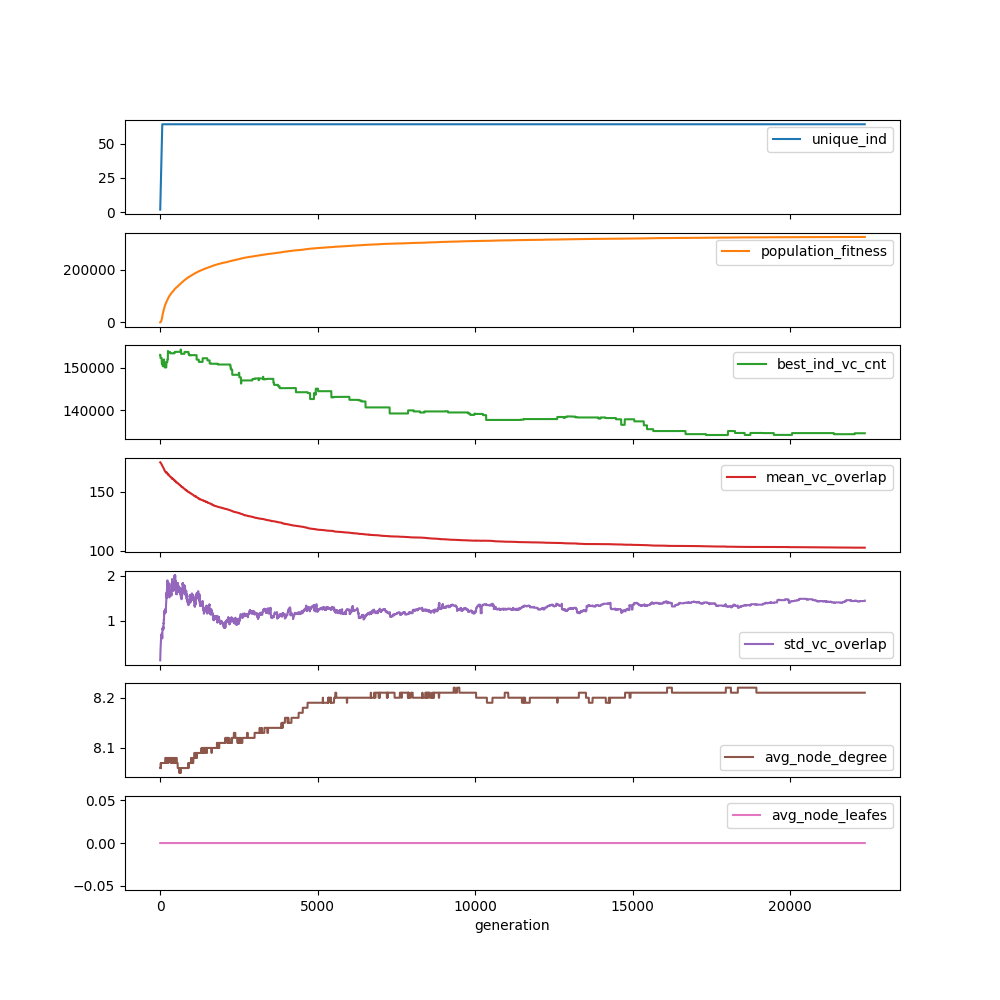 50
25
0
unique_ind
200000
0
population_fitness
150000
140000
best_ind_vc_cnt
150
100
mean_vc_overlap
2
1
std_vc_overlap
8.2
8.1
avg_node_degree
0.05
0.00
−0.05
avg_node_leafes
0 5000 10000 15000 20000
generation